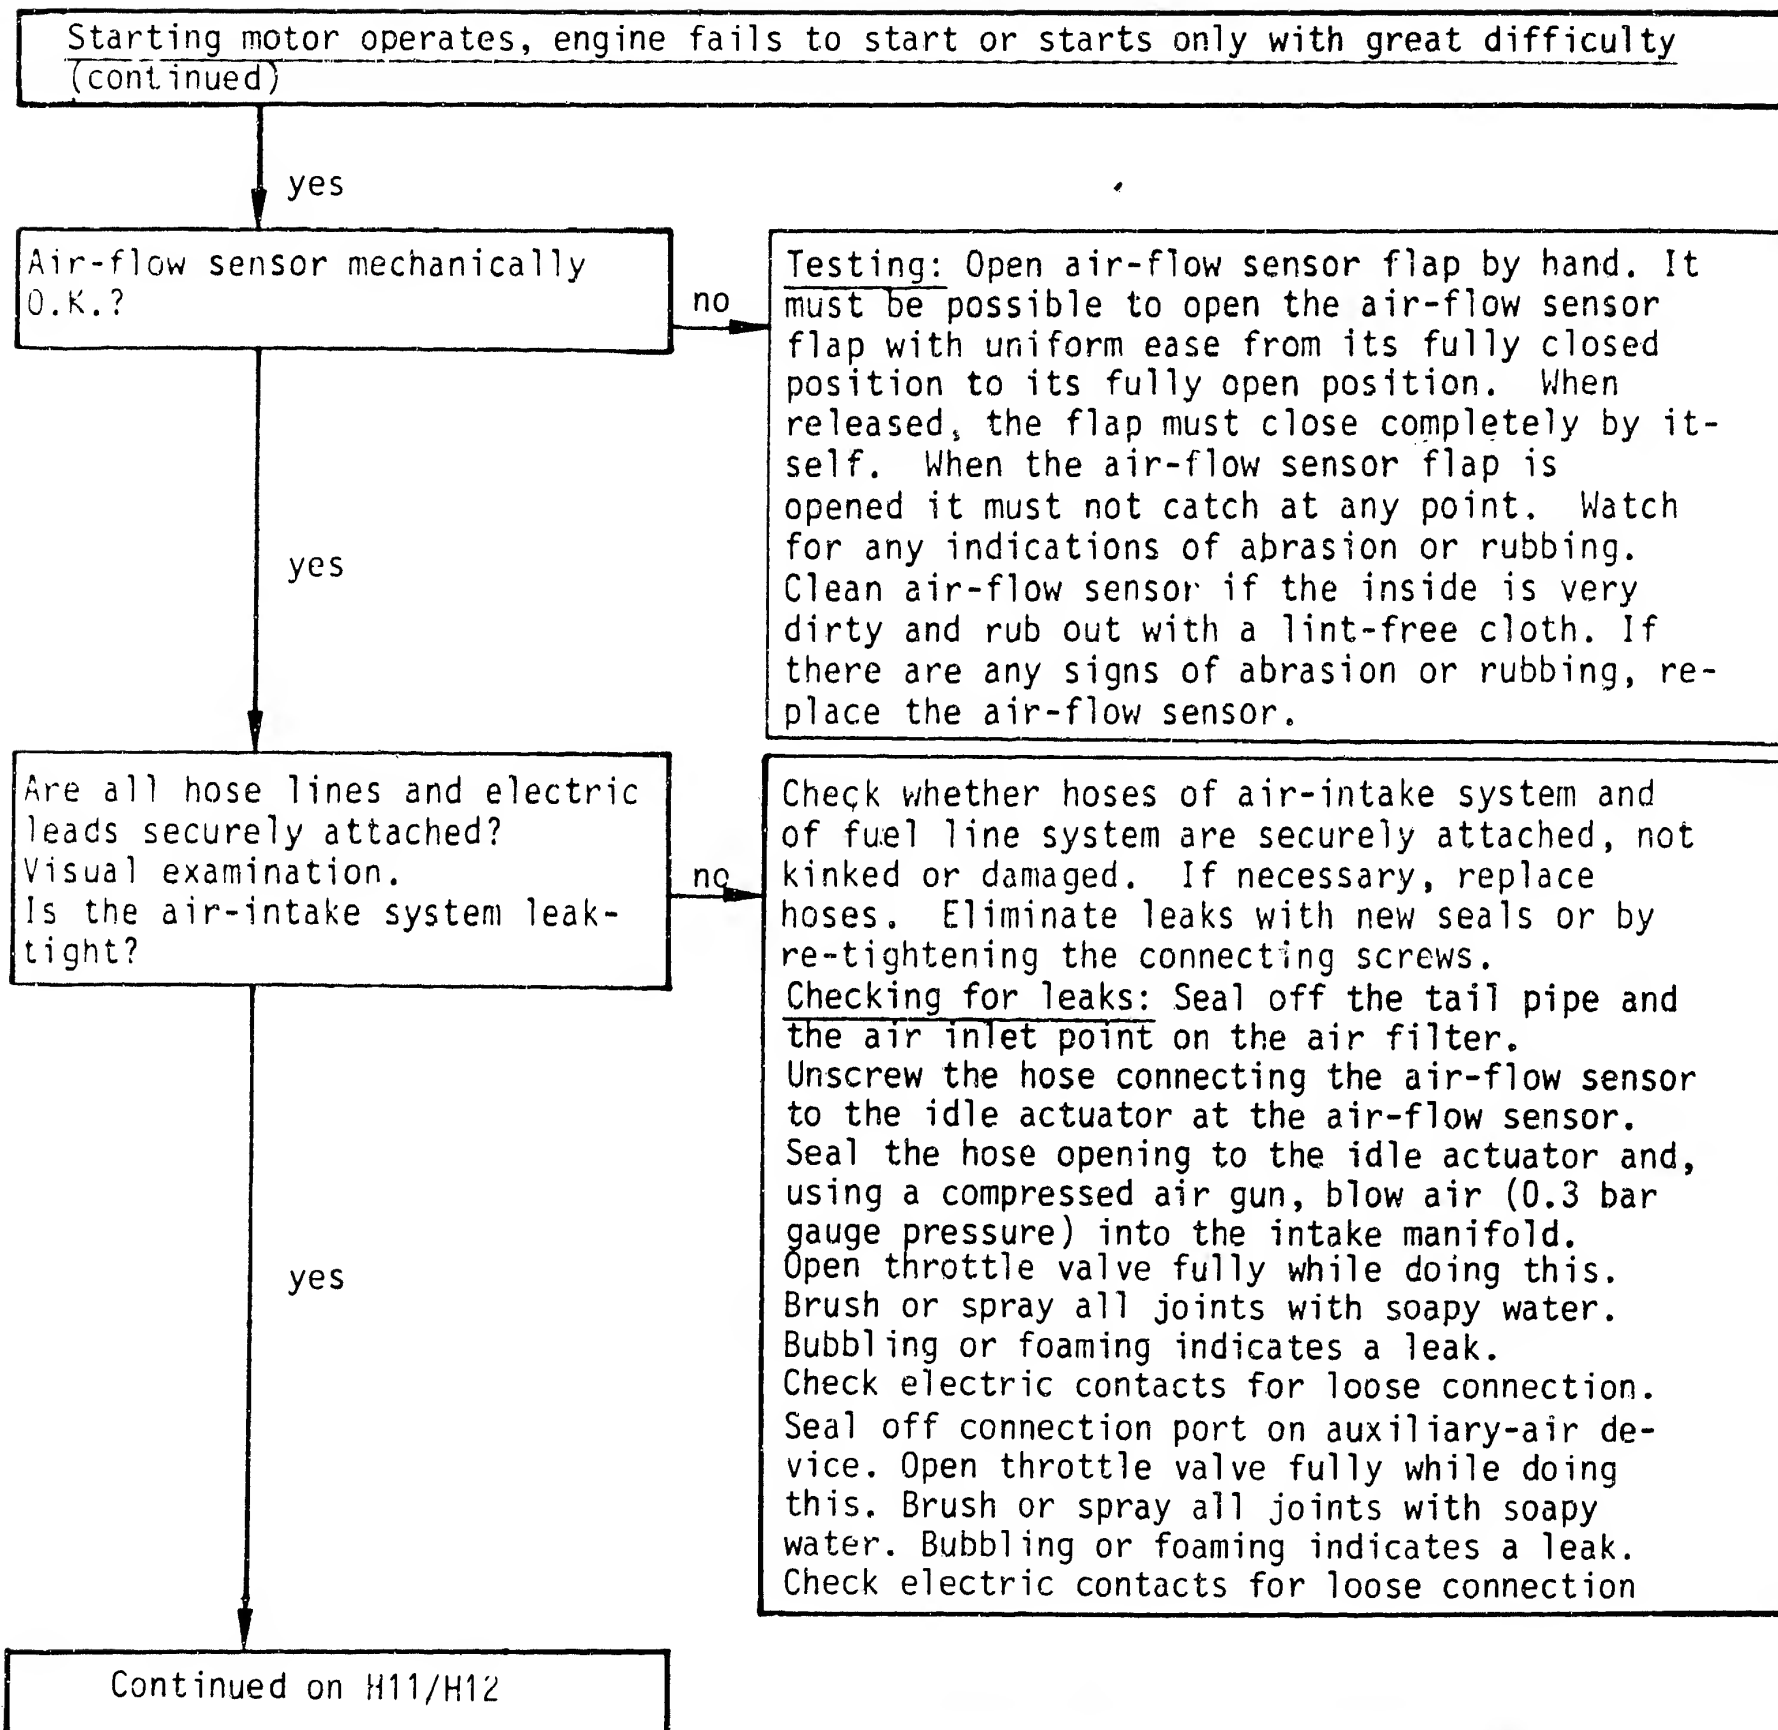 Starting motor operates, engine fails to start or starts only with great difficulty
(continued)
yes
Air-flow sensor mechanically
O.K.?
no
Testing: Open air-flow sensor flap by hand. It
must be possible to open the air-flow sensor
flap with uniform ease from its fully closed
position to its fully open position. When
released, the flap must close completely by it-
self. When the air-flow sensor flap is
opened it must not catch at any point. Watch
for any indications of abrasion or rubbing.
Clean air-flow sensor if the inside is very
dirty and rub out with a lint-free cloth. If
there are any signs of abrasion or rubbing, re-
place the air-flow sensor.
yes
Are all hose lines and electric
leads securely attached?
Visual examination.
Is the air-intake system leak-
tight?
no
Check whether hoses of air-intake system and
of fuel line system are securely attached, not
kinked or damaged. If necessary, replace
hoses. Eliminate leaks with new seals or by
re-tightening the connecting screws.
Checking for leaks: Seal off the tail pipe and
the air inlet point on the air filter.
Unscrew the hose connecting the air-flow sensor
to the idle actuator at the air-flow sensor.
Seal the hose opening to the idle actuator and,
using a compressed air gun, blow air (0.3 bar
gauge pressure) into the intake manifold.
Open throttle valve fully while doing this.
Brush or spray all joints with soapy water.
Bubbling or foaming indicates a leak.
Check electric contacts for loose connection.
Seal off connection port on auxiliary-air de-
vice. Open throttle valve fully while doing
this. Brush or spray all joints with soapy
water. Bubbling or foaming indicates a leak.
Check electric contacts for loose connection
yes
Continued on H11/H12